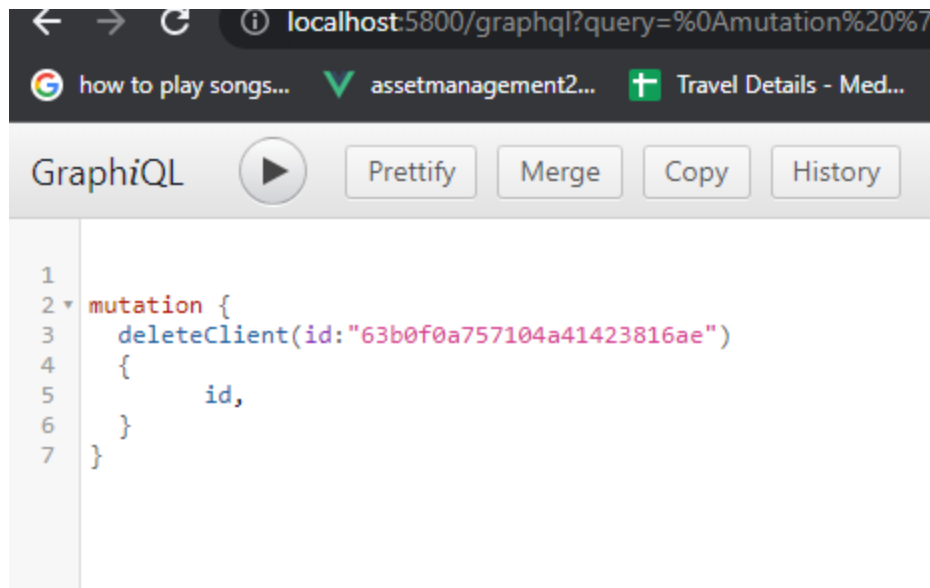 localhost:5800/graphql?query=%0Amutation%20%7
how to play songs... assetmanagement2... Travel Details - Med...
GraphiQL Prettify Merge Copy History
1
2 mutation {
3 deleteClient(id:"63b0f0a757104a41423816ae")
4 {
5 id,
6 }
7 }